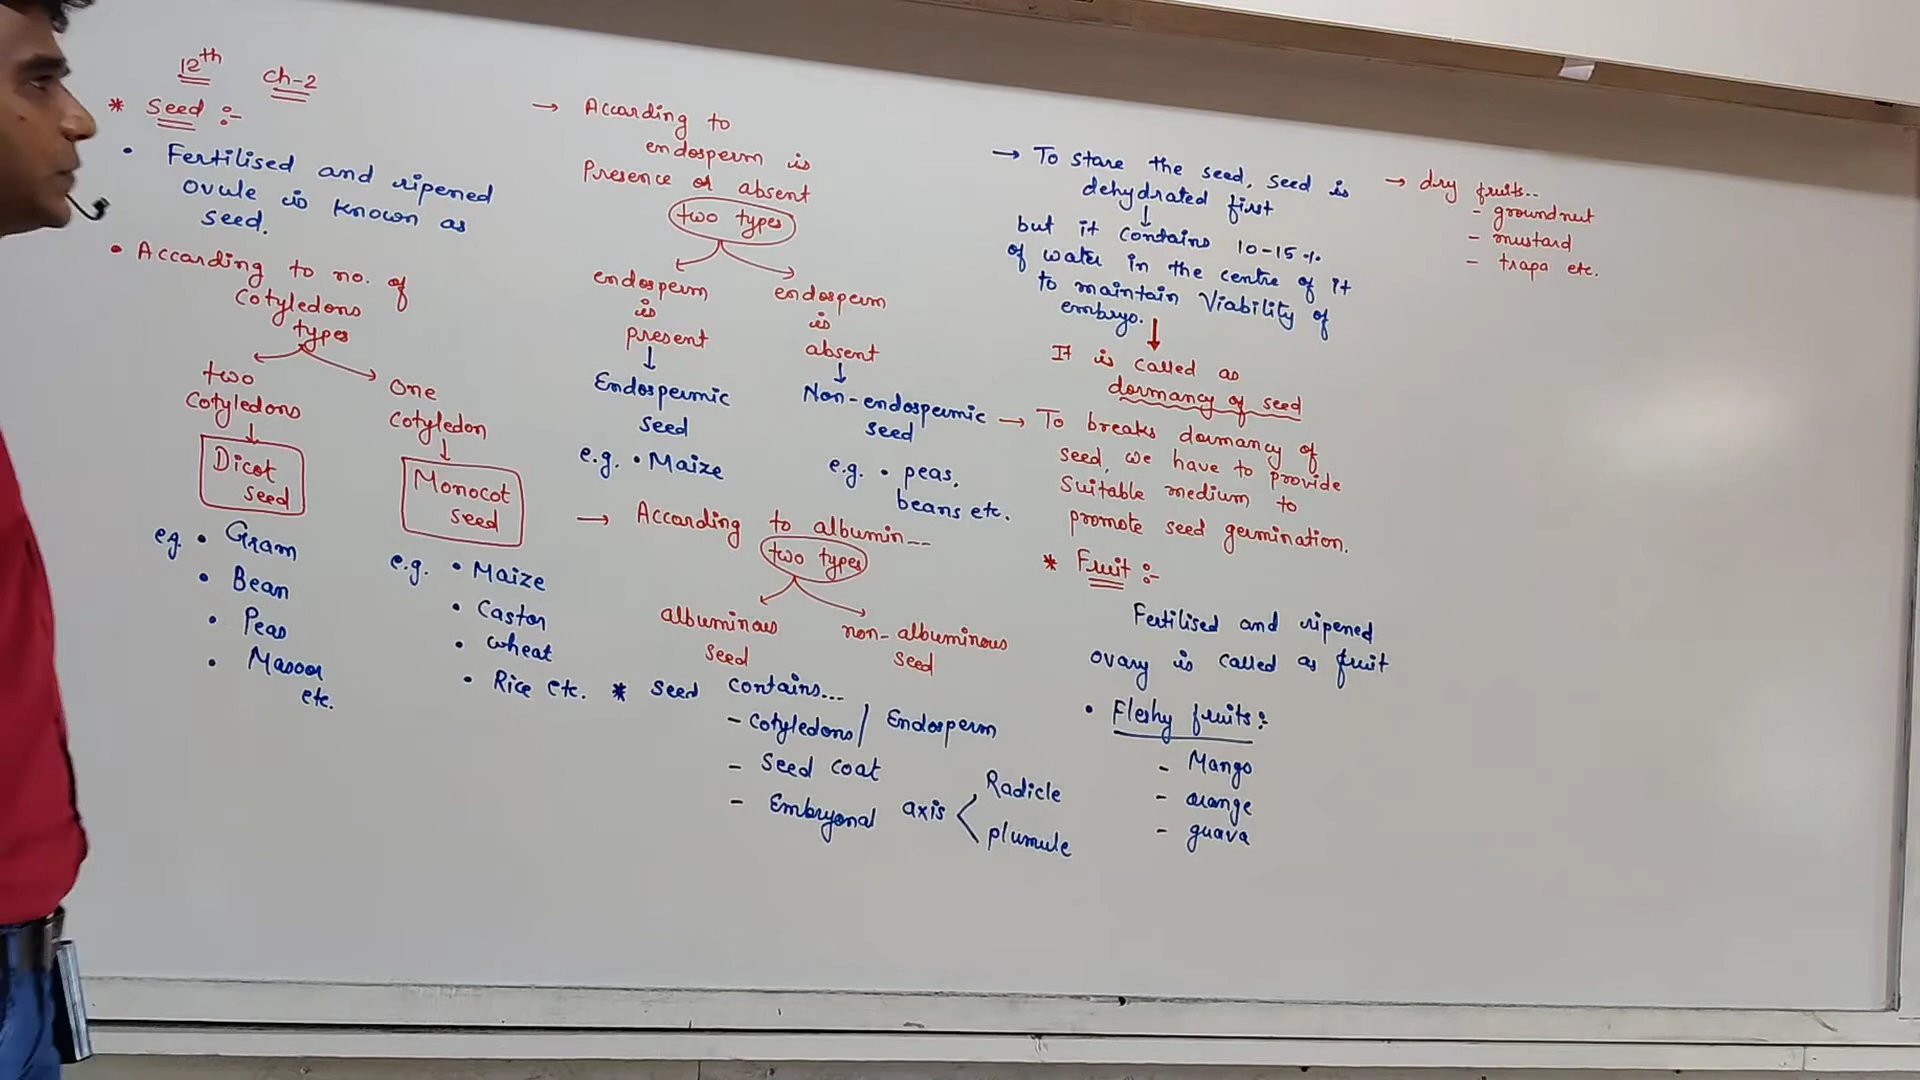 12th ch-2
* Seed :-
• Fertilised and ripened
ovule is known as
seed.
• According to no. of
cotyledons
types
two
cotyledons
Dicot
seed
eg. • Gram
• Bean
• Peas
• Masoor
etc.
One
cotyledon
Monocot
seed
e.g. • Maize
• Castor
• wheat
• Rice etc.
→ According to
endosperm is
Presence or absent
two types
endosperm
is
present
Endospermic
seed
e.g. • Maize
endosperm
is
absent
Non-endospermic
seed
e.g. • peas,
beans etc.
→ According to albumin--
two types
albuminous
seed
non-albuminous
seed
* Seed contains...
- cotyledons/ Endosperm
- Seed coat
- Embryonal axis < Radicle
plumule
→ To store the seed, seed is
dehydrated first
but it contains 10-15%
of water in the centre of it
to maintain Viability of
embryo.
It is called as
dormancy of seed
→ To breaks dormancy of
seed, we have to provide
Suitable medium to
promote seed germination.
* Fruit :-
Fertilised and ripened
ovary is called as fruit
• Fleshy fruits:
- Mango
- orange
- guava
→ dry fruits..
- groundnut
- mustard
- trapa etc.